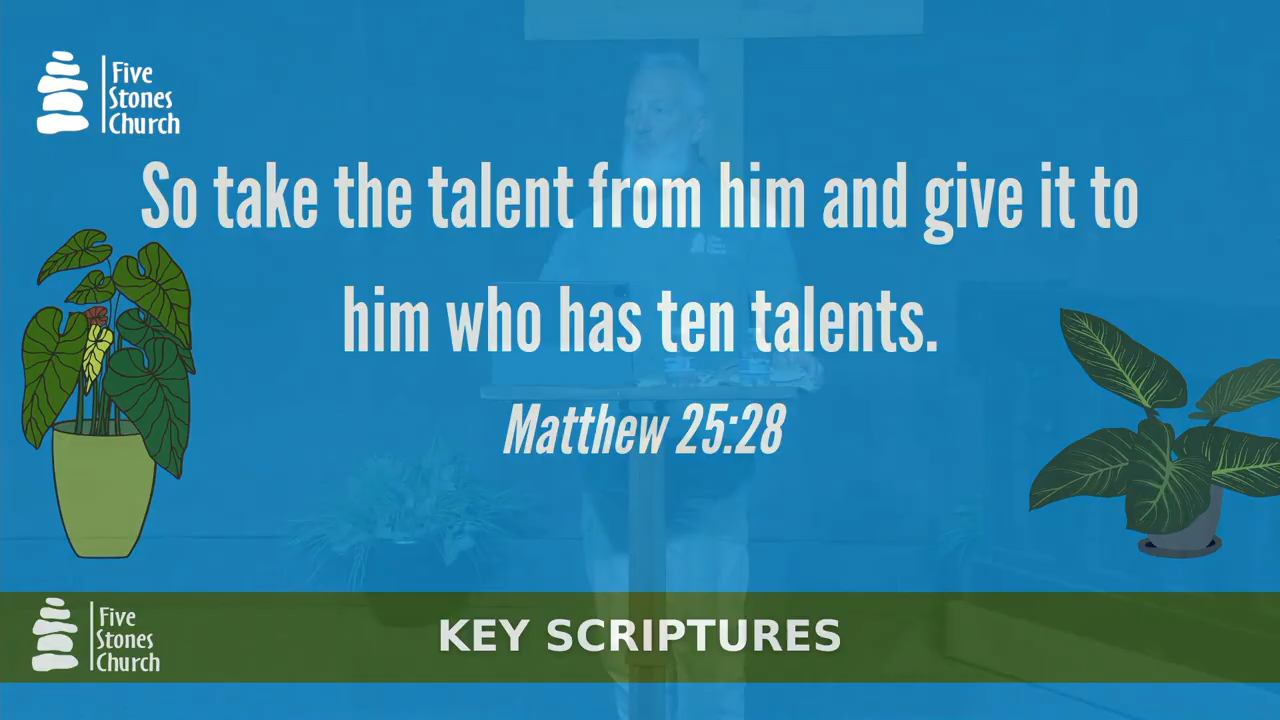 Five
Stones
Church
So take the talent from him and give it to
him who has ten talents.
Matthew 25:28
Five
Stones
Church
KEY SCRIPTURES